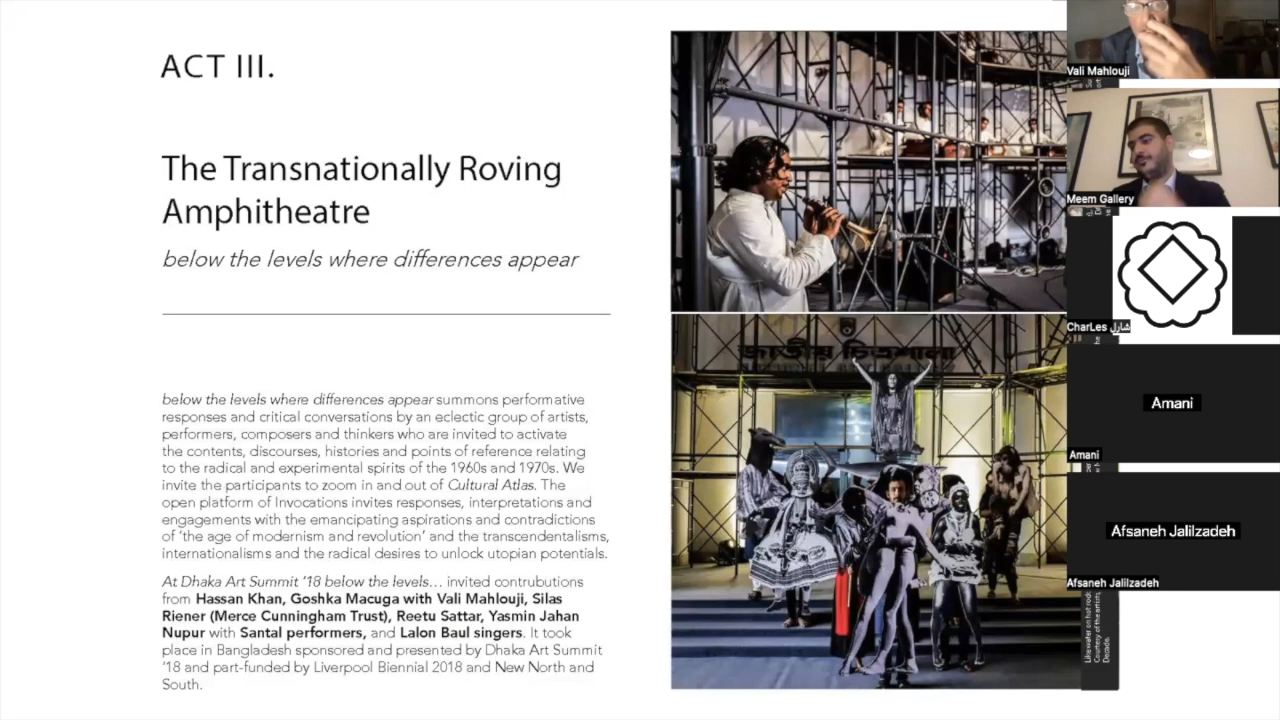 ACT III.
The Transnationally Roving
Amphitheatre
below the levels where differences appear
below the levels where differences appear summons performative
responses and critical conversations by an eclectic group of artists,
performers, composers and thinkers who are invited to activate
the contents, discourses, histories and points of reference relating
to the radical and experimental spirits of the 1960s and 1970s. We
invite the participants to zoom in and out of Cultural Atlas. The
open platform of Invocations invites responses, interpretations and
engagements with the emancipating aspirations and contradictions
of 'the age of modernism and revolution' and the transcendentalisms,
internationalisms and the radical desires to unlock utopian potentials.
At Dhaka Art Summit '18 below the levels… invited contrubutions
from Hassan Khan, Goshka Macuga with Vali Mahlouji, Silas
Riener (Merce Cunningham Trust), Reetu Sattar, Yasmin Jahan
Nupur with Santal performers, and Lalon Baul singers. It took
place in Bangladesh sponsored and presented by Dhaka Art Summit
'18 and part-funded by Liverpool Biennial 2018 and New North and
South.
জাতীয় চিত্রশালা
Vali Mahlouji
Meem Gallery
CharLes شارل
Amani
Amani
Afsaneh Jalilzadeh
Afsaneh Jalilzadeh
Courtesy of the artists,
Decade.